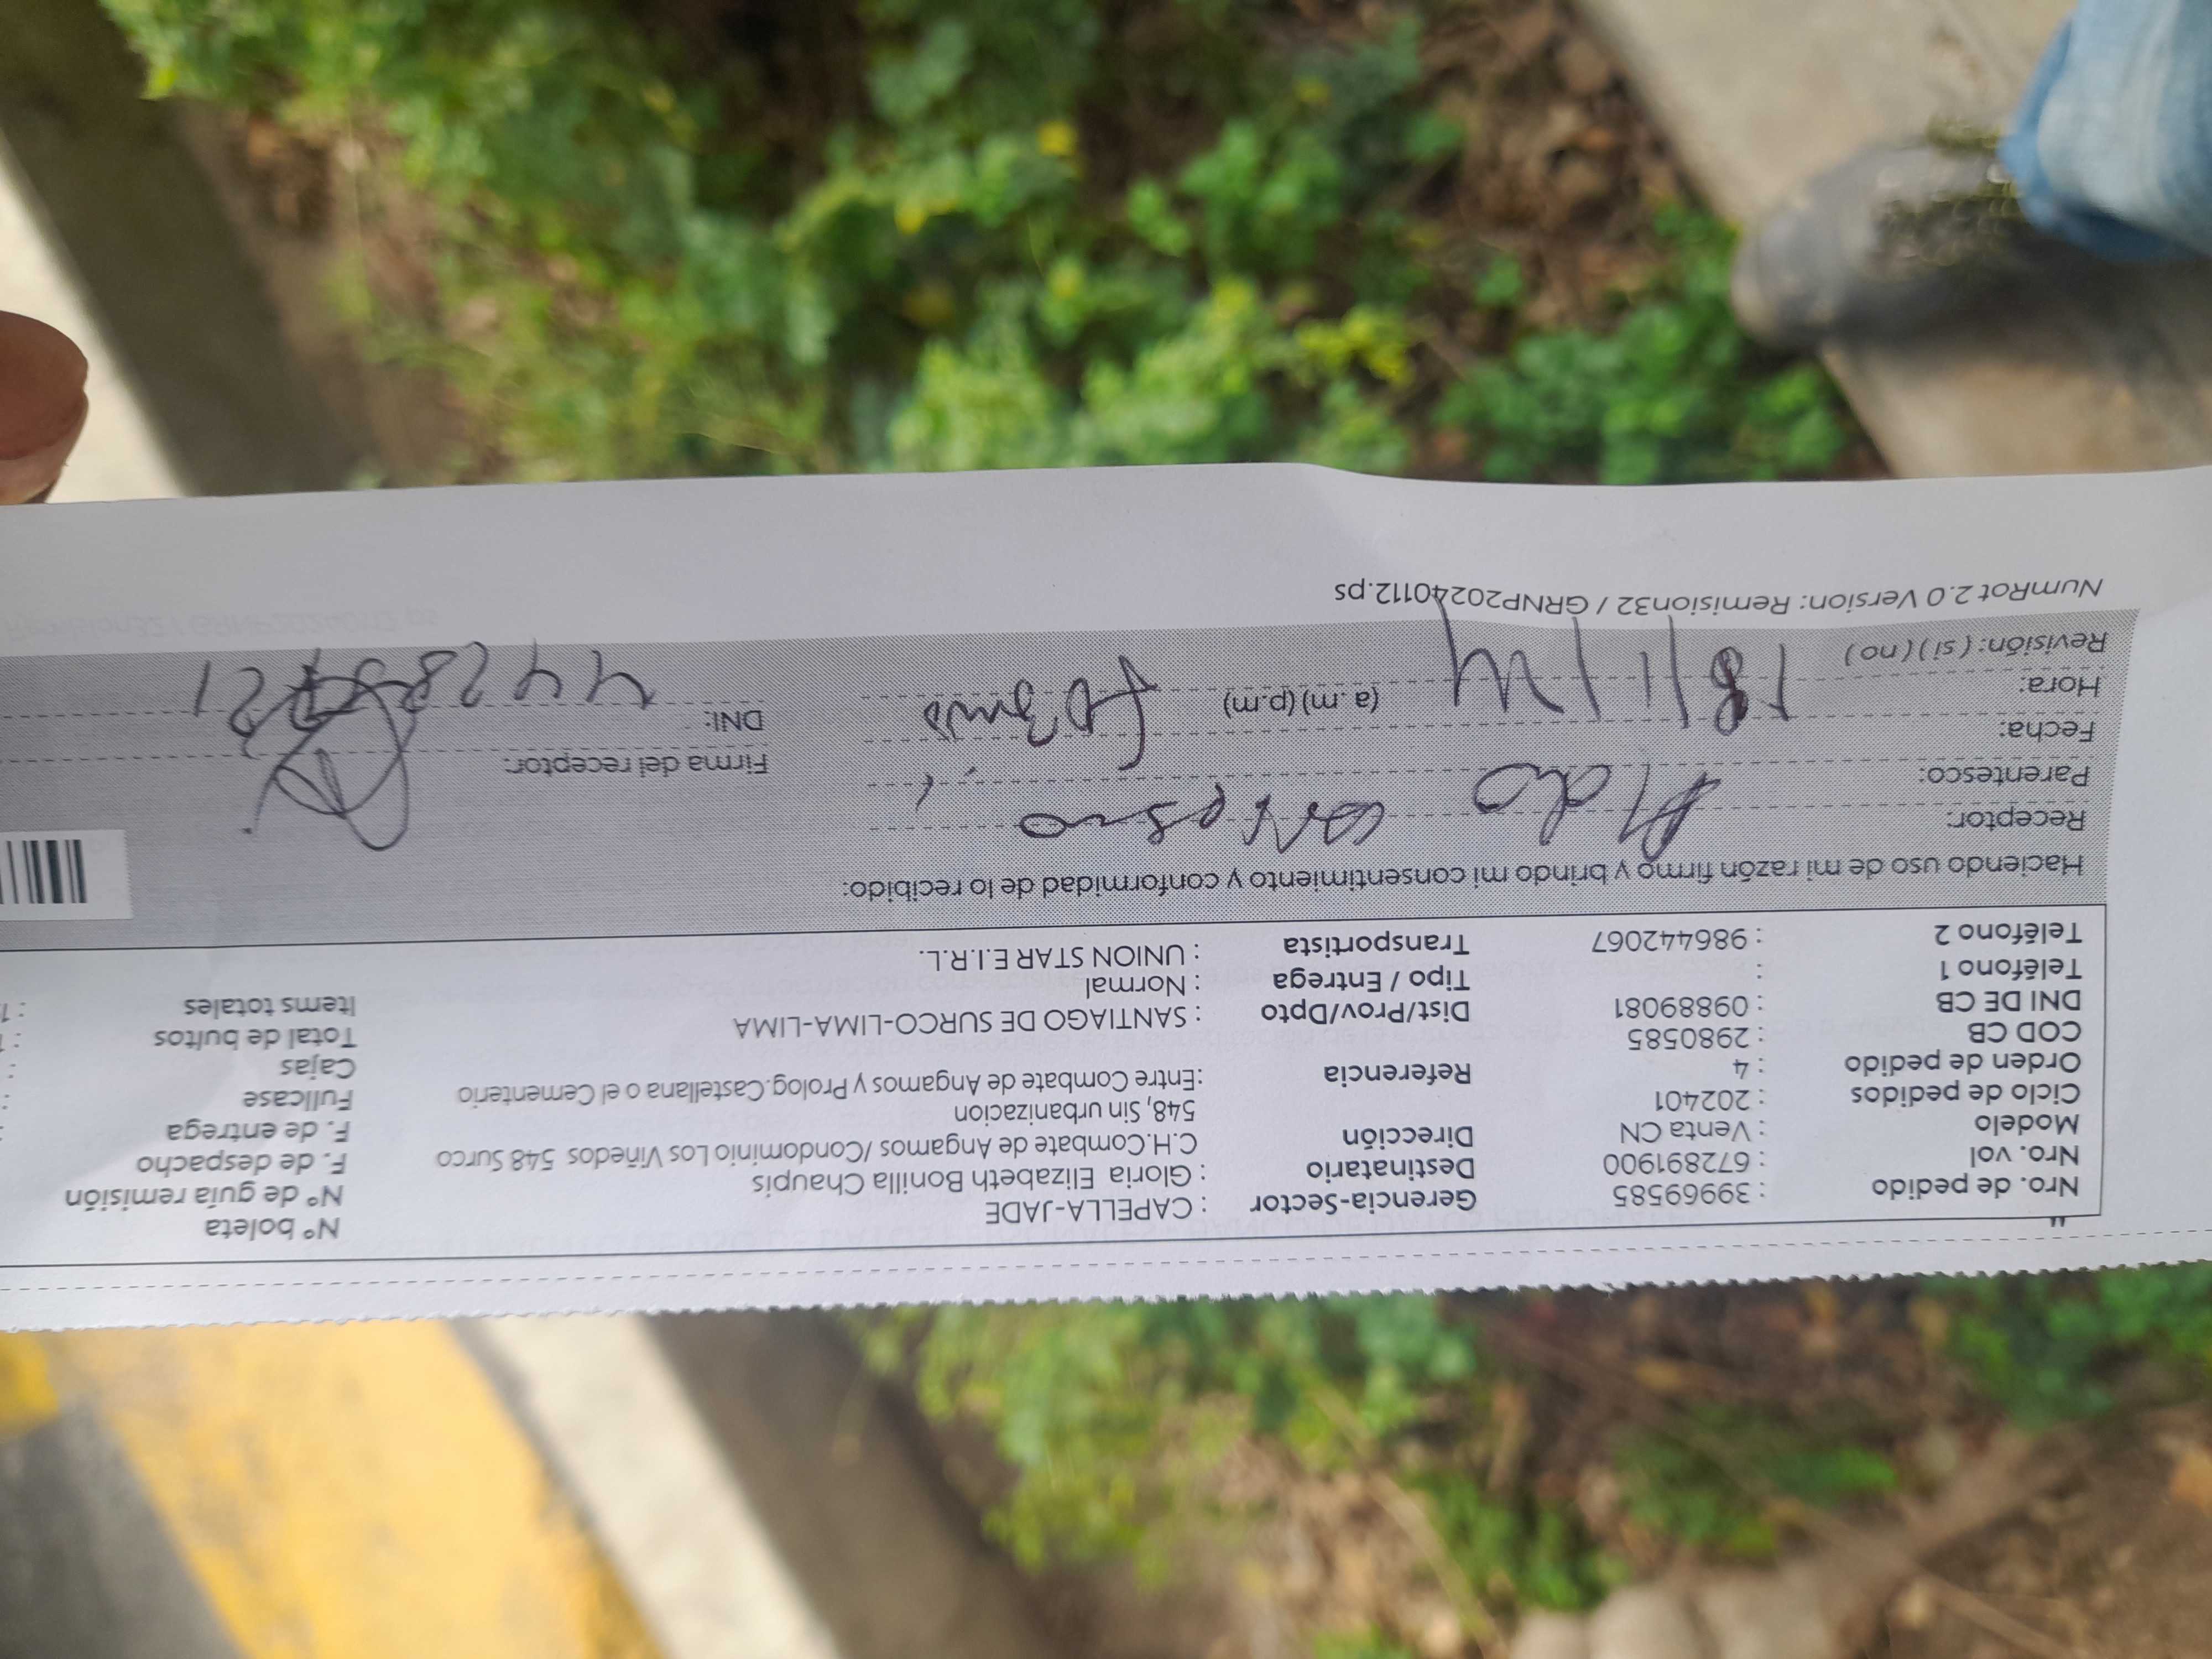 Nº boleta
Nro. de pedido : 39969585 Gerencia-Sector : CAPELLA-JADE Nº de guía remisión
Nro. vol : 672891900 Destinatario : Gloria Elizabeth Bonilla Chaupis F. de despacho
Modelo : Venta CN Dirección C.H.Combate de Angamos /Condominio Los Viñedos 548 Surco F. de entrega
Ciclo de pedidos : 202401 548, Sin urbanizacion Fullcase
Orden de pedido : 4 Referencia :Entre Combate de Angamos y Prolog.Castellana o el Cementerio Cajas
COD CB : 2980585 Total de bultos
DNI DE CB : 09889081 Dist/Prov/Dpto : SANTIAGO DE SURCO-LIMA-LIMA Items totales
Teléfono 1 : Tipo / Entrega : Normal
Teléfono 2 : 986442067 Transportista : UNION STAR E.I.R.L.
Haciendo uso de mi razón firmo y brindo mi consentimiento y conformidad de lo recibido:
Receptor:
Parentesco: Firma del receptor:
Fecha: DNI:
Hora: (a.m) (p.m)
Revisión: ( si ) ( no )
NumRot 2.0 Version: Remision32 / GRNP20240112.ps